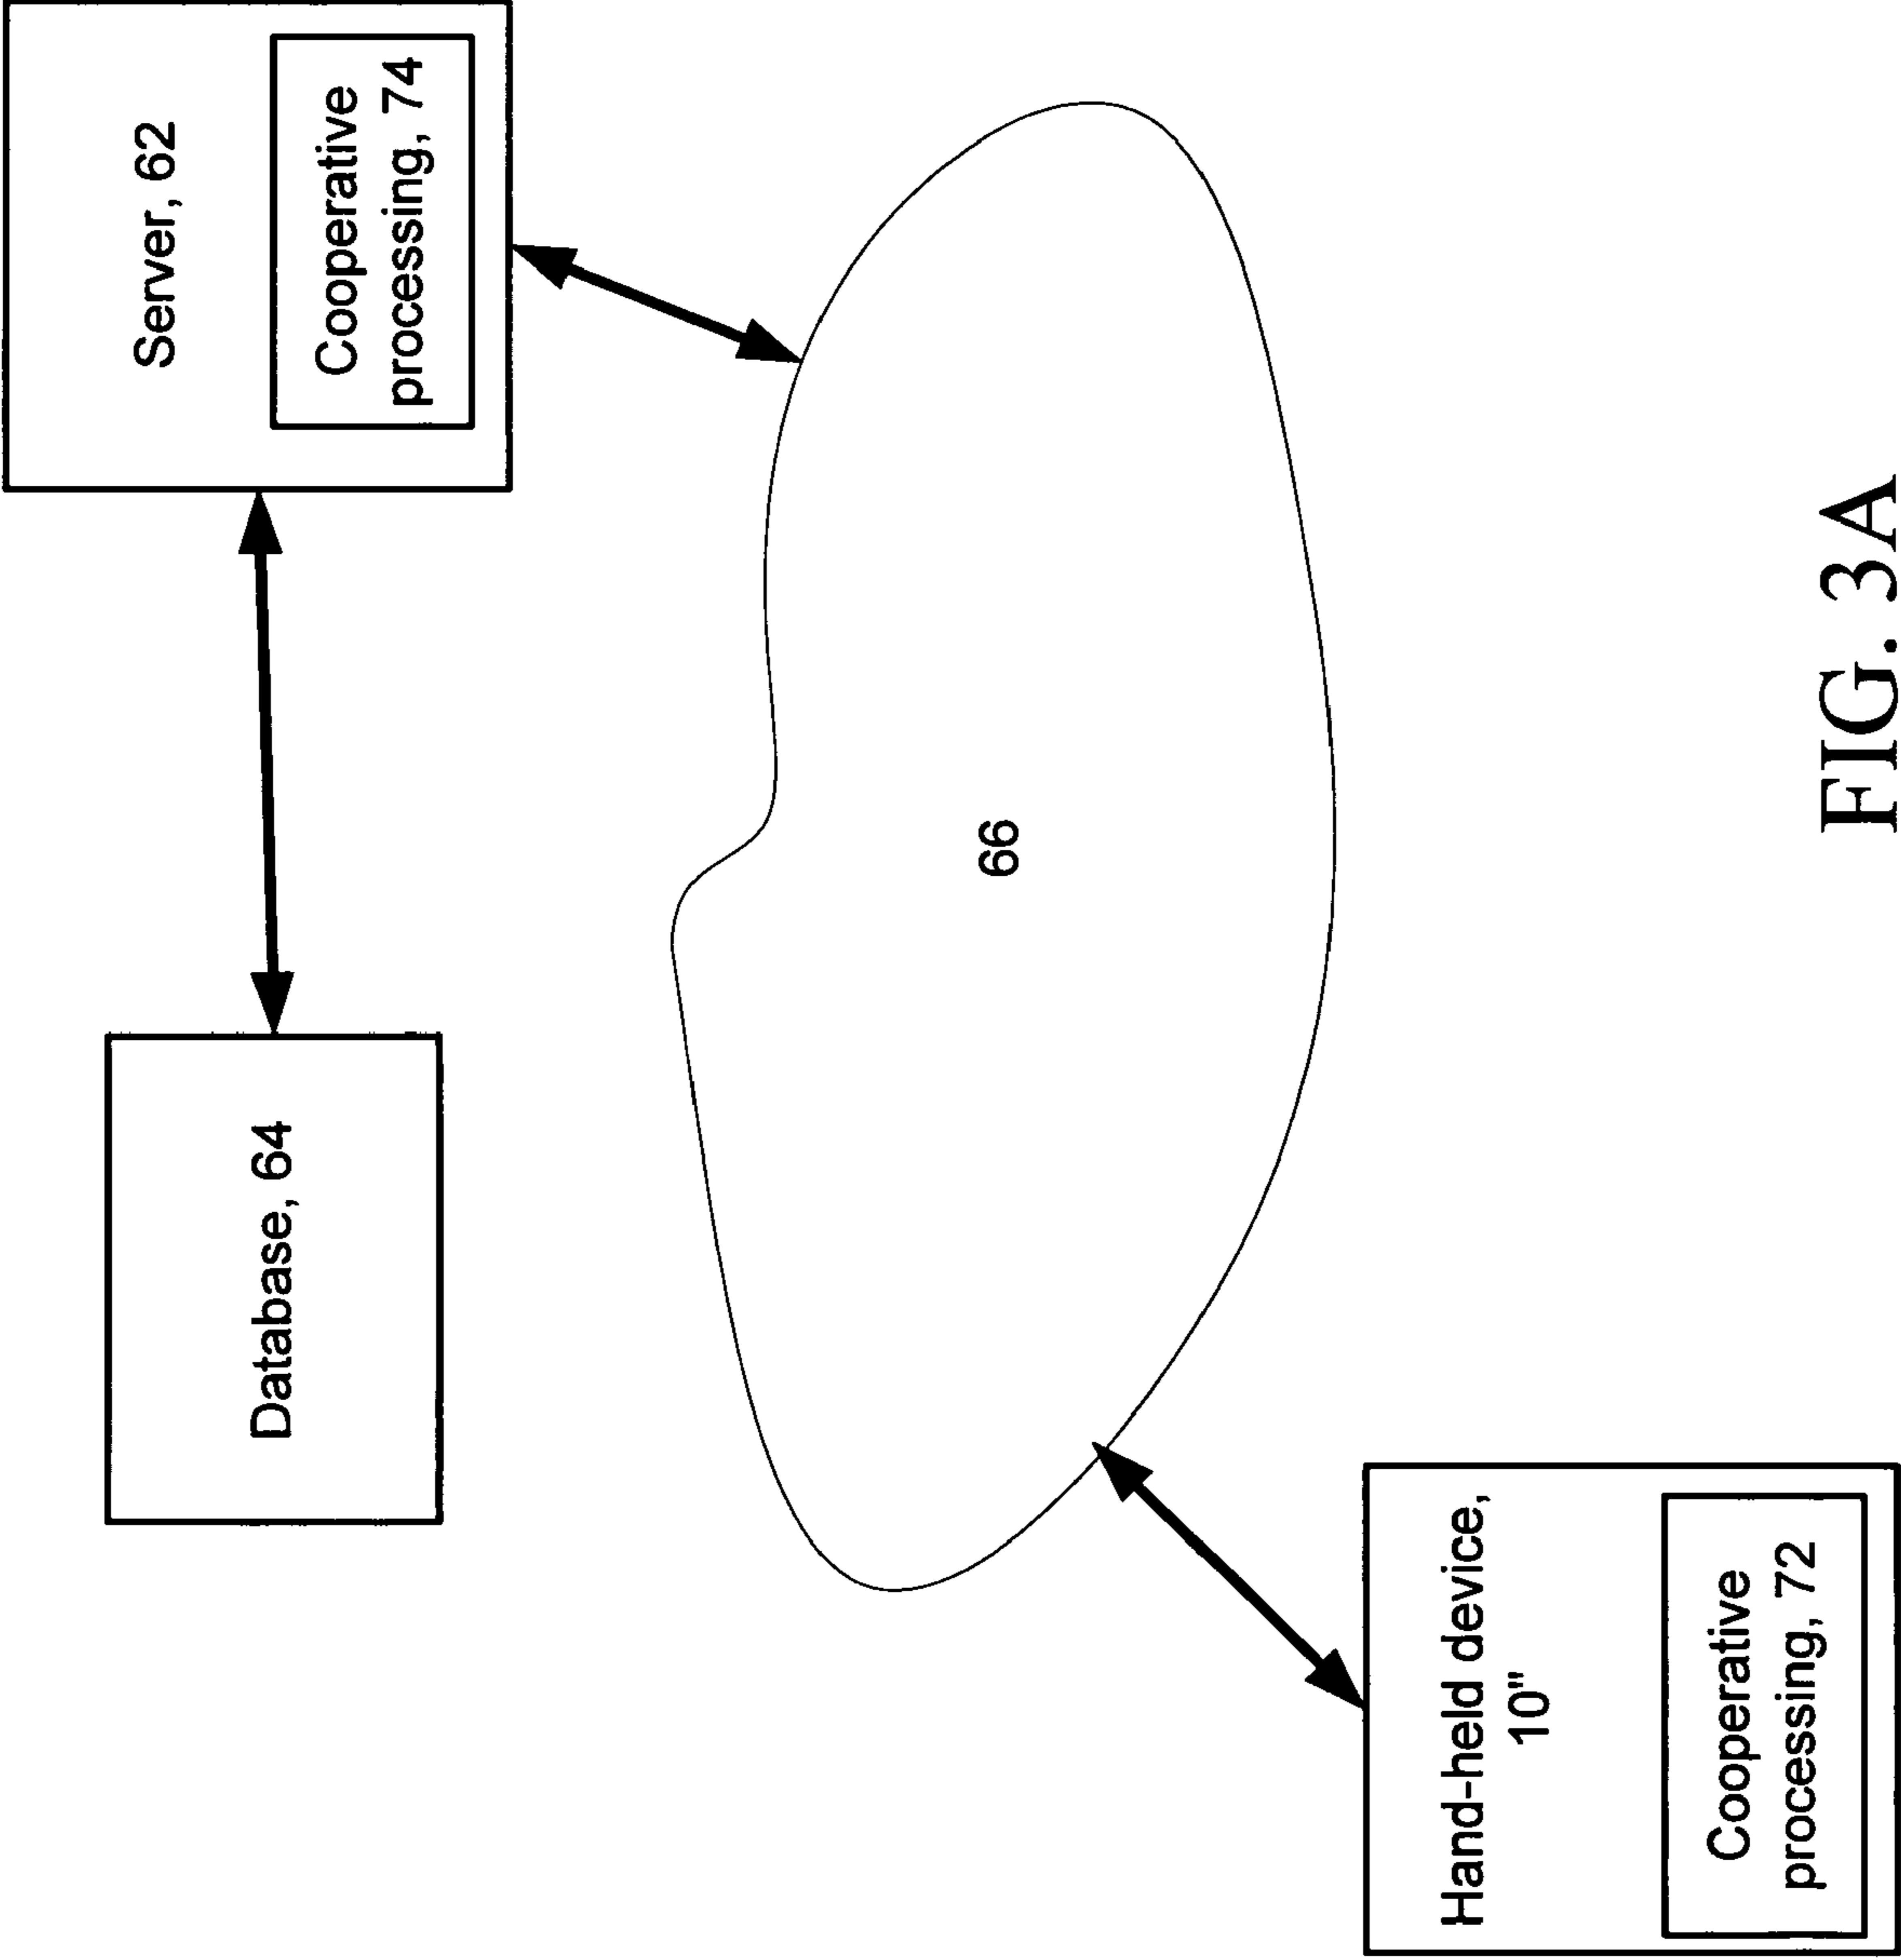 Database, 64
Server, 62
Cooperative
processing, 74
66
Hand-held device,
10"
Cooperative
processing, 72
FIG. 3A